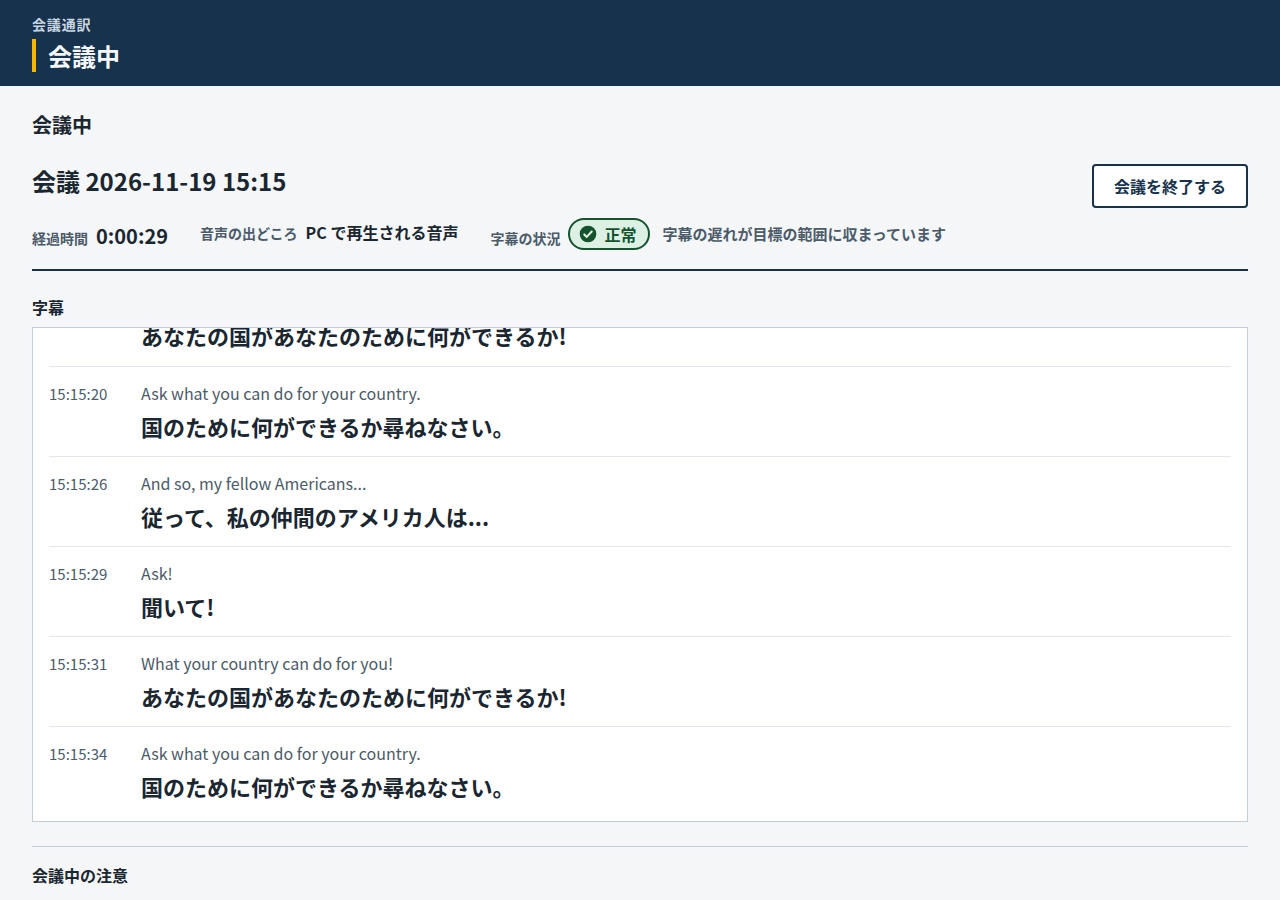 会議通訳
会議中
会議中
会議 2026-11-19 15:15
会議を終了する
経過時間 0:00:29 音声の出どころ PC で再生される音声 字幕の状況 正常 字幕の遅れが目標の範囲に収まっています
字幕
あなたの国があなたのために何ができるか!
15:15:20 Ask what you can do for your country.
国のために何ができるか尋ねなさい。
15:15:26 And so, my fellow Americans...
従って、私の仲間のアメリカ人は...
15:15:29 Ask!
聞いて!
15:15:31 What your country can do for you!
あなたの国があなたのために何ができるか!
15:15:34 Ask what you can do for your country.
国のために何ができるか尋ねなさい。
会議中の注意